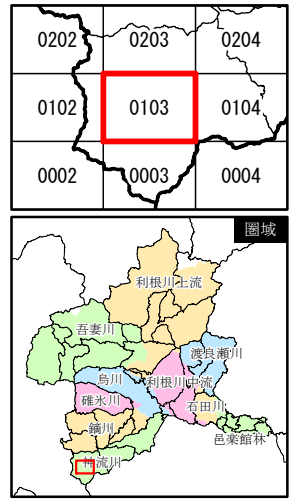 0202 0203 0204
0102 0103 0104
0002 0003 0004
圏域
利根川上流
吾妻川
渡良瀬川
烏川
利根川中流
碓氷川
石田川
鏑川
邑楽館林
神流川